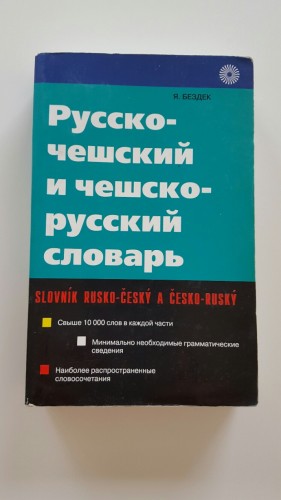 Я. БЕЗДЕК
Русско-
чешский
и чешско-
русский
словарь
SLOVNÍK RUSKO-ČESKÝ A ČESKO-RUSKÝ
Свыше 10 000 слов в каждой части
Минимально необходимые грамматические
сведения
Наиболее распространенные
словосочетания